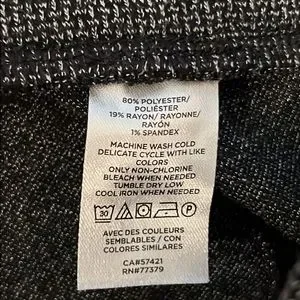 80% POLYESTER/
POLIÉSTER
19% RAYON/ RAYONNE/
RAYÓN
1% SPANDEX
MACHINE WASH COLD
DELICATE CYCLE WITH LIKE
COLORS
ONLY NON-CHLORINE
BLEACH WHEN NEEDED
TUMBLE DRY LOW
COOL IRON WHEN NEEDED
30 P
AVEC DES COULEURS
SEMBLABLES / CON
COLORES SIMILARES
CA#57421
RN#77379